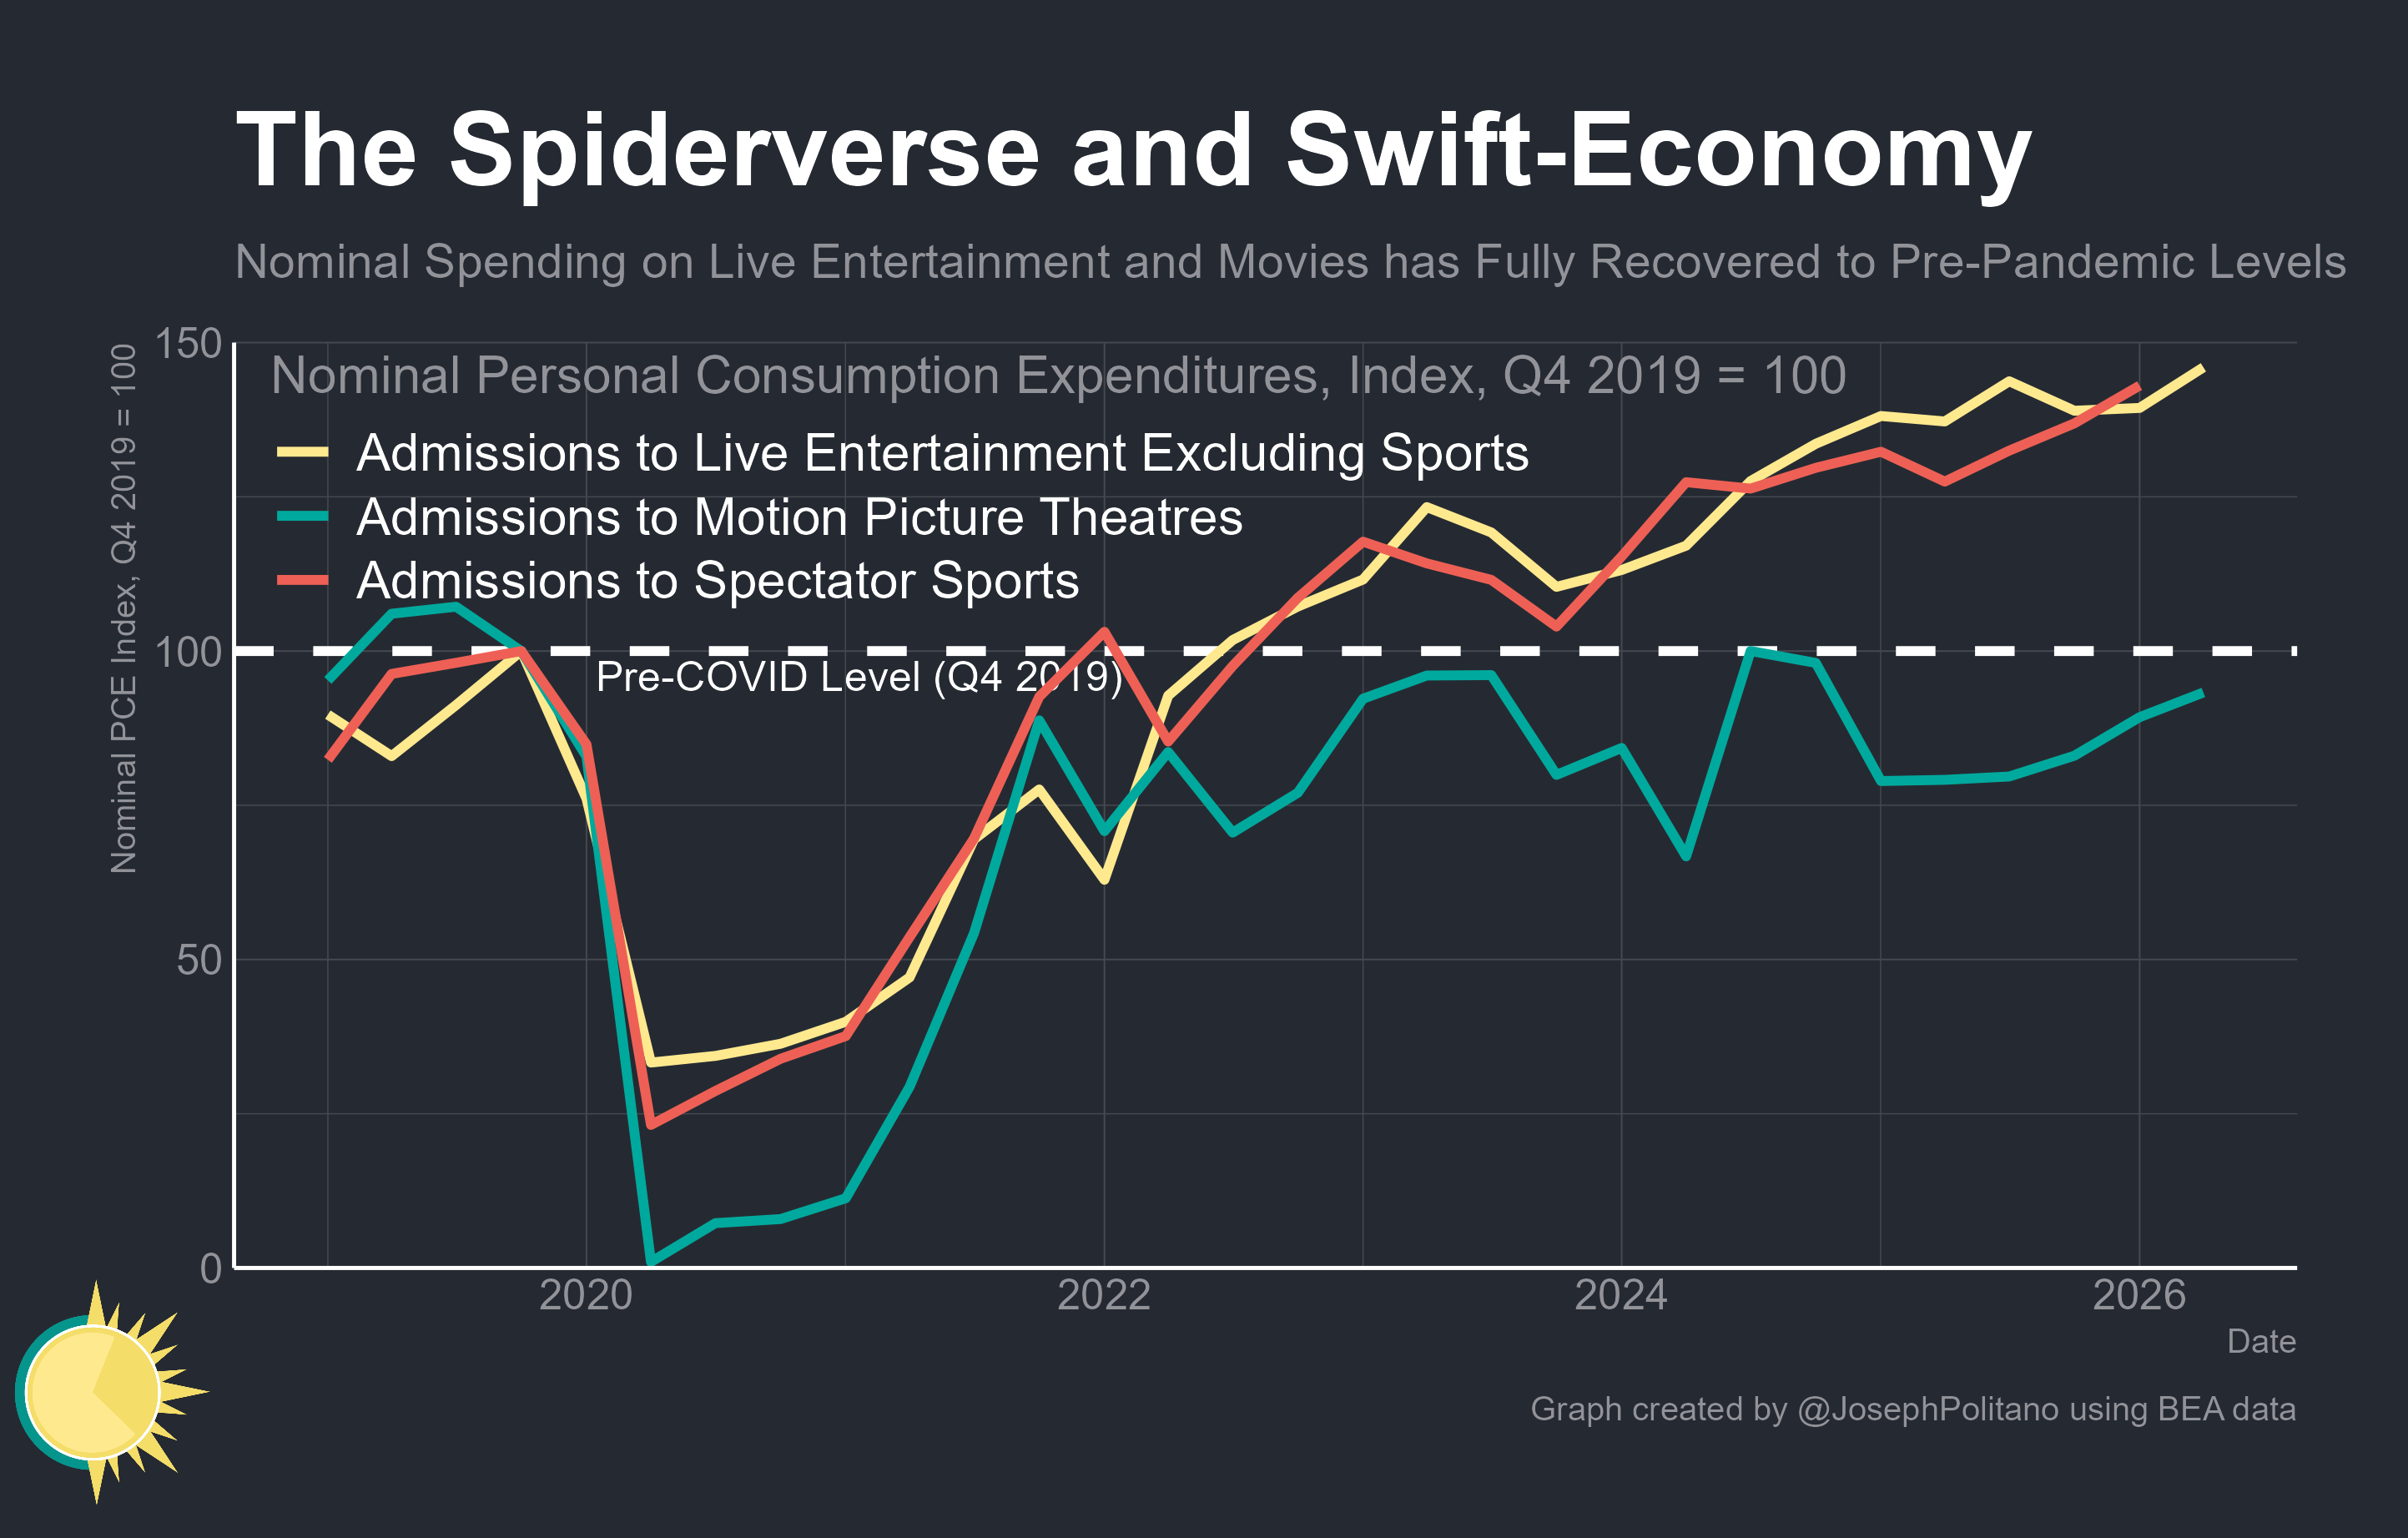 The Spiderverse and Swift-Economy
Nominal Spending on Live Entertainment and Movies has Fully Recovered to Pre-Pandemic Levels
Nominal PCE Index, Q4 2019 = 100
150
100
50
0
Nominal Personal Consumption Expenditures, Index, Q4 2019 = 100
Admissions to Live Entertainment Excluding Sports
Admissions to Motion Picture Theatres
Admissions to Spectator Sports
Pre-COVID Level (Q4 2019)
2020 2022 2024 2026
Date
Graph created by @JosephPolitano using BEA data